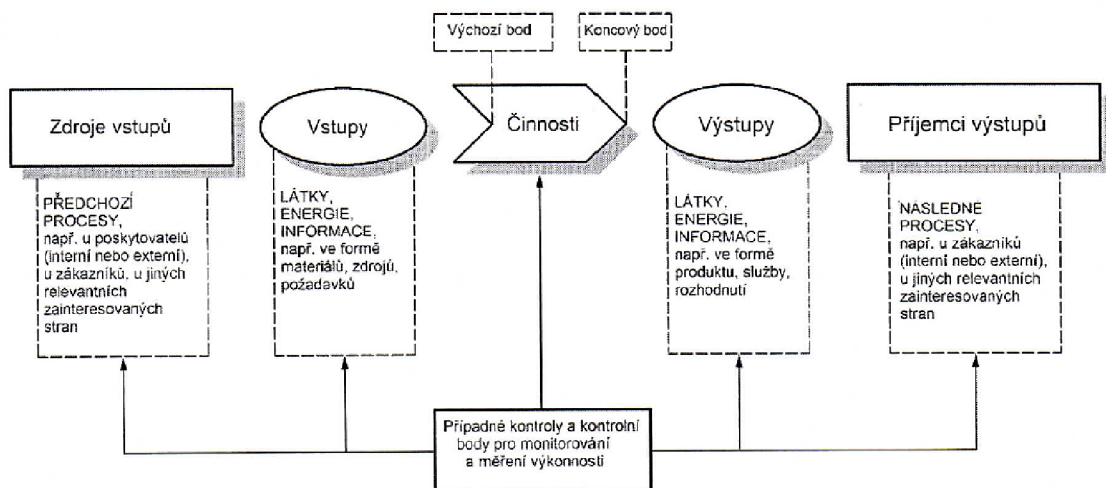 Výchozí bod
Koncový bod
Zdroje vstupů
Vstupy
Činnosti
Výstupy
Příjemci výstupů
PŘEDCHOZÍ
PROCESY,
např. u poskytovatelů
(interní nebo externí),
u zákazníků, u jiných
relevantních
zainteresovaných
stran
LÁTKY,
ENERGIE,
INFORMACE,
např. ve formě
materiálů, zdrojů,
požadavků
LÁTKY,
ENERGIE,
INFORMACE,
např. ve formě
produktu, služby,
rozhodnutí
NÁSLEDNÉ
PROCESY,
např. u zákazníků
(interní nebo externí),
u jiných relevantních
zainteresovaných
stran
Případné kontroly a kontrolní
body pro monitorování
a měření výkonnosti